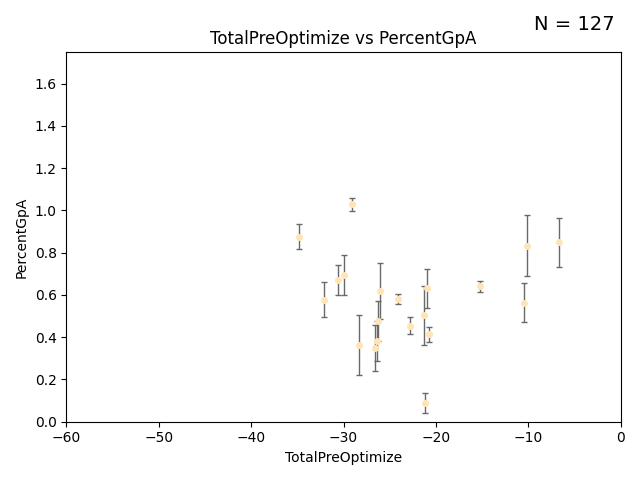 N = 127
TotalPreOptimize vs PercentGpA
1.6
1.4
1.2
1.0
0.8
0.6
0.4
0.2
0.0
PercentGpA
−60 −50 −40 −30 −20 −10 0
TotalPreOptimize